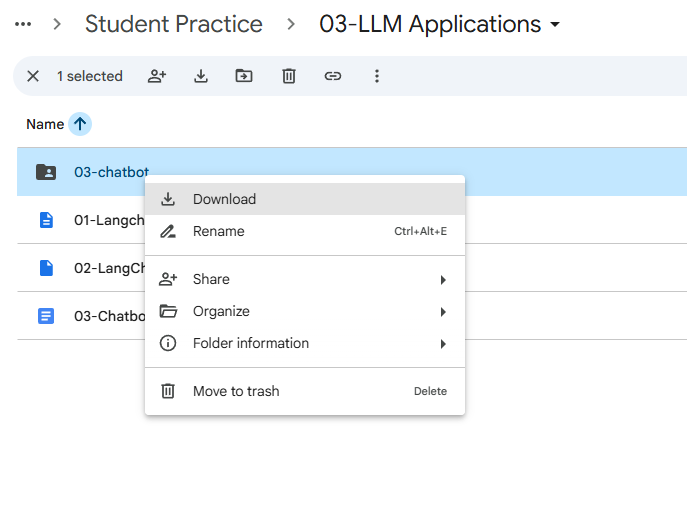 Student Practice > 03-LLM Applications
1 selected
Name
03-chatbot
Download
01-Langch
Rename Ctrl+Alt+E
02-LangCh
Share
03-Chatbo
Organize
Folder information
Move to trash Delete